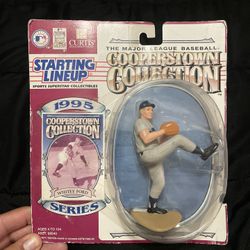 CURTIS
STARTING
LINEUP
SPORTS SUPERSTAR COLLECTIBLES
THE MAJOR LEAGUE BASEBALL
COOPERSTOWN
COLLECTION
1995
COOPERSTOWN
COLLECTION
WHITEY FORD
SERIES